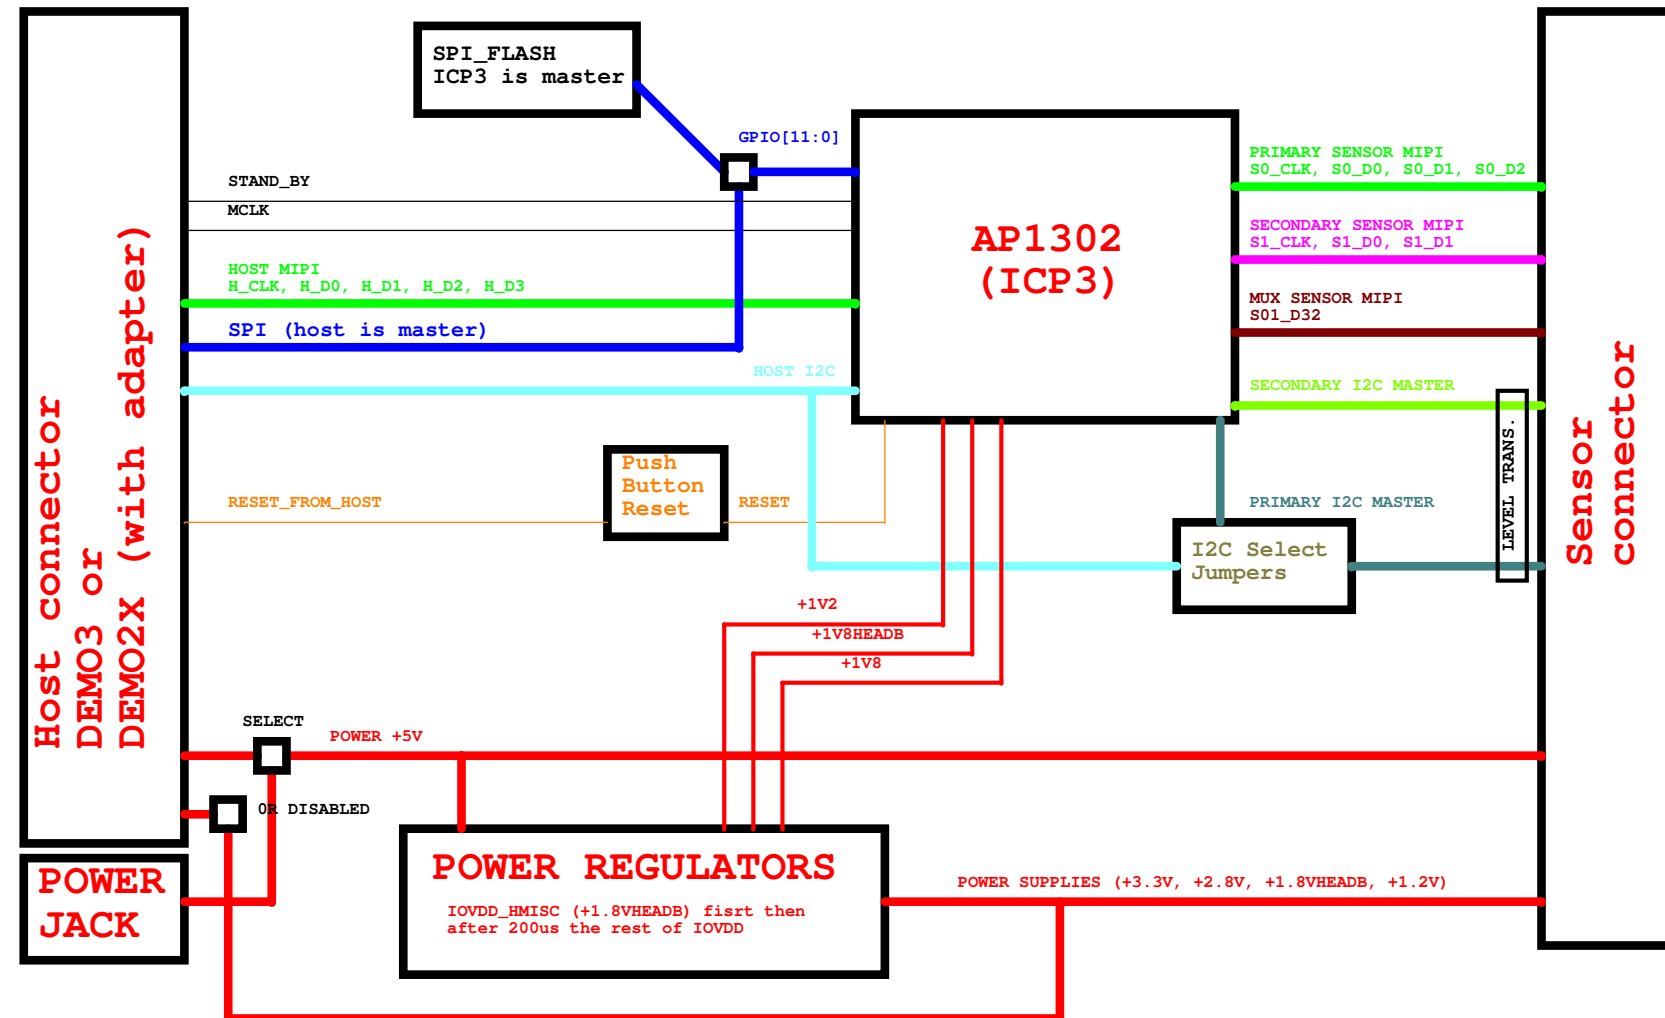 SPI_FLASH
ICP3 is master
GPIO[11:0]
STAND_BY
MCLK
HOST MIPI
H_CLK, H_D0, H_D1, H_D2, H_D3
SPI (host is master)
HOST I2C
AP1302
(ICP3)
PRIMARY SENSOR MIPI
S0_CLK, S0_D0, S0_D1, S0_D2
SECONDARY SENSOR MIPI
S1_CLK, S1_D0, S1_D1
MUX SENSOR MIPI
S01_D32
SECONDARY I2C MASTER
LEVEL TRANS.
PRIMARY I2C MASTER
I2C Select
Jumpers
Sensor
connector
Host connector
DEMO3 or
DEMO2X (with adapter)
RESET_FROM_HOST
Push
Button
Reset
RESET
+1V2
+1V8HEADB
+1V8
SELECT
POWER +5V
0R DISABLED
POWER
JACK
POWER REGULATORS
IOVDD_HMISC (+1.8VHEADB) fisrt then
after 200us the rest of IOVDD
POWER SUPPLIES (+3.3V, +2.8V, +1.8VHEADB, +1.2V)